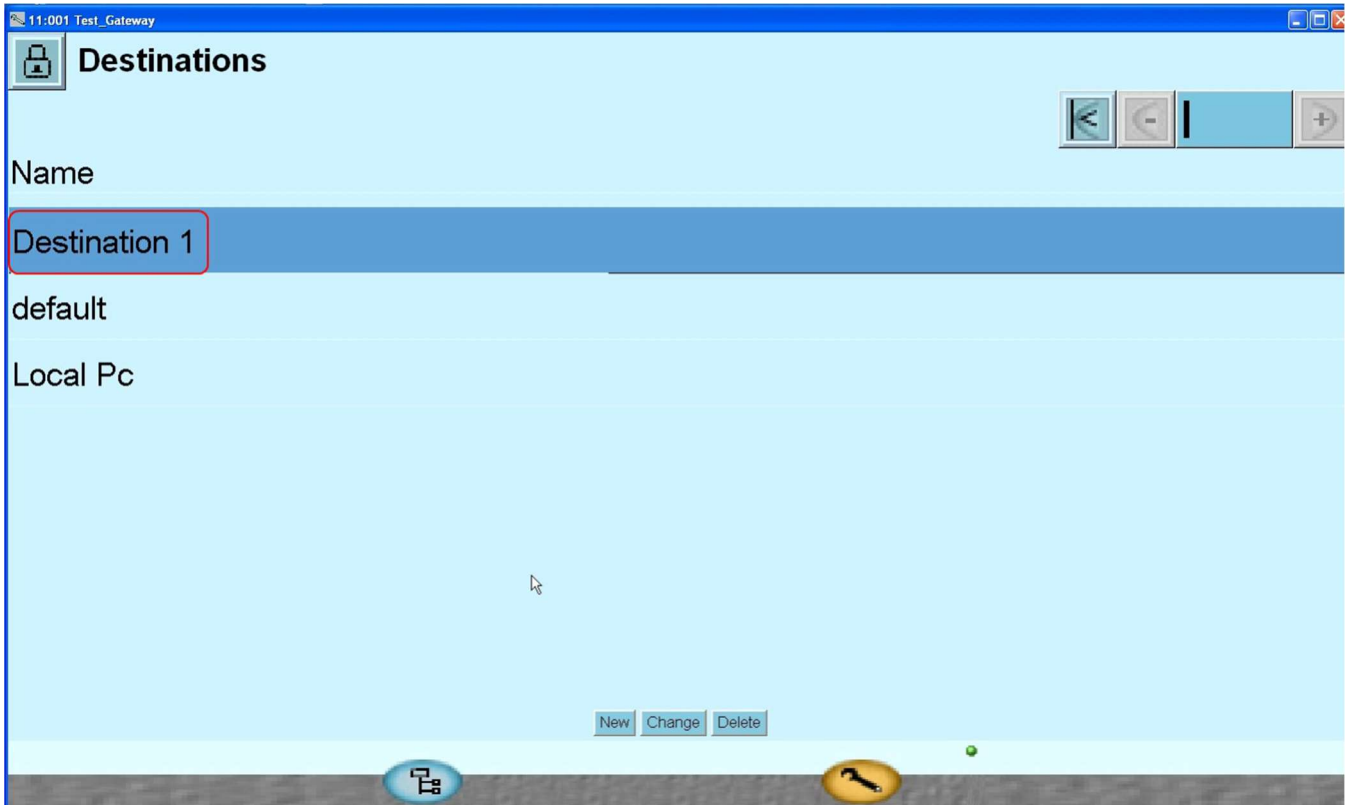 11:001 Test_Gateway
Destinations
< - +
Name
Destination 1
default
Local Pc
New Change Delete